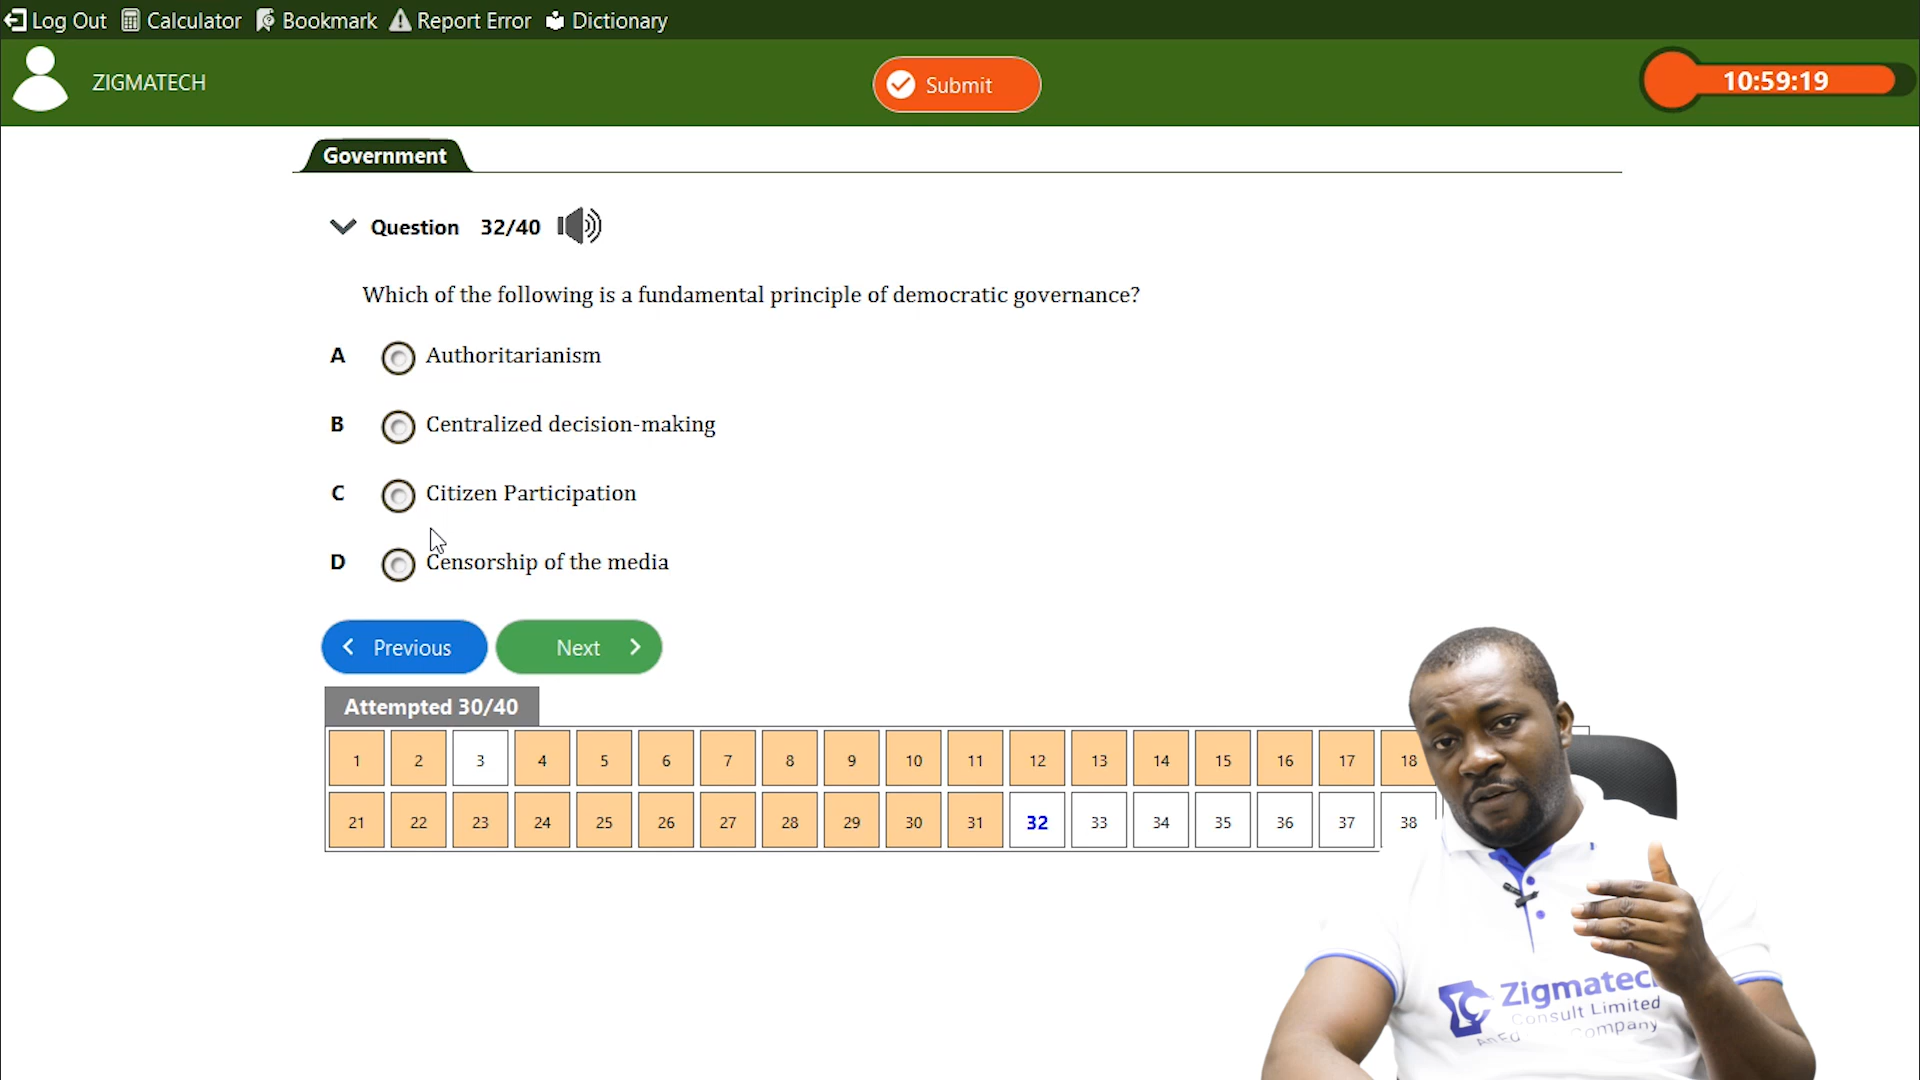 Log Out Calculator Bookmark Report Error Dictionary
ZIGMATECH
Submit
10:59:19
Government
Question 32/40
Which of the following is a fundamental principle of democratic governance?
A Authoritarianism
B Centralized decision-making
C Citizen Participation
D Censorship of the media
Previous Next
Attempted 30/40
1 2 3 4 5 6 7 8 9 10 11 12 13 14 15 16 17 18
21 22 23 24 25 26 27 28 29 30 31 32 33 34 35 36 37 38
Zigmatec
Consult Limited
An Ed ompany